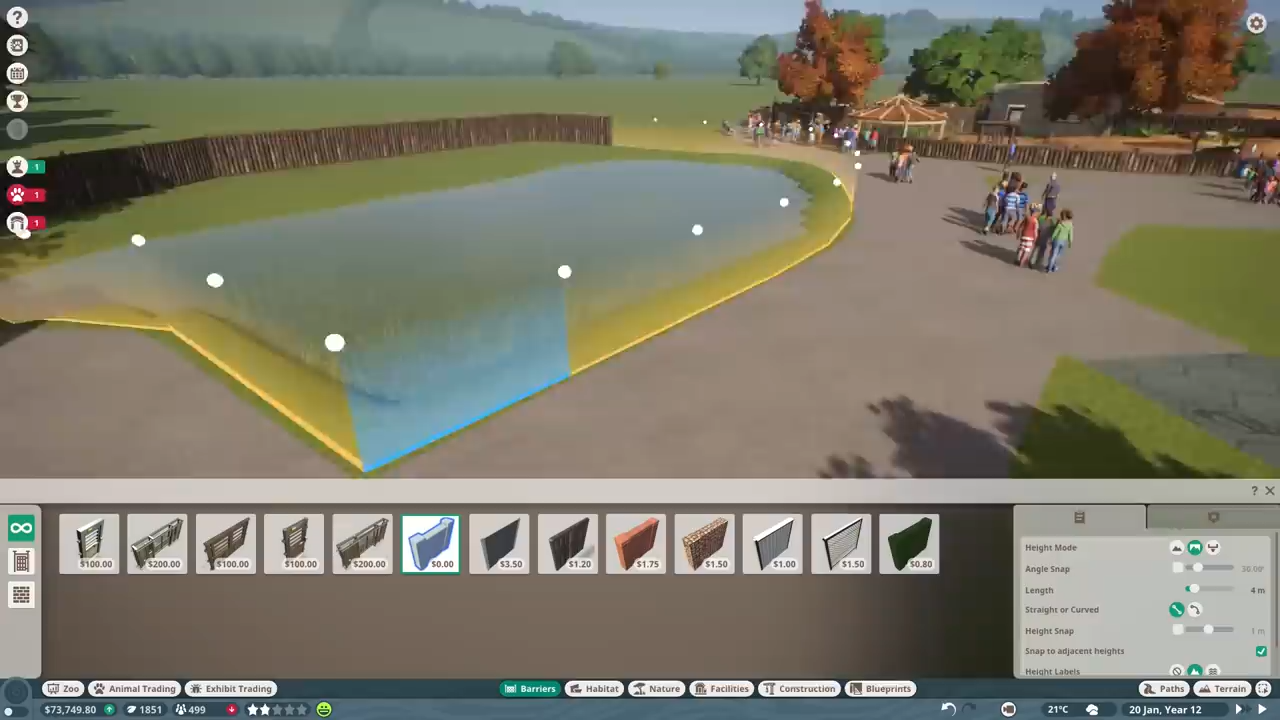 ?
1
1
1
? ×
$100.00 $200.00 $100.00 $100.00 $200.00 $0.00 $3.50 $1.20 $1.75 $1.50 $1.00 $1.50 $0.80
Height Mode
Angle Snap 30.00°
Length 4 m
Straight or Curved
Height Snap 1 m
Snap to adjacent heights
Height Labels
Zoo Animal Trading Exhibit Trading Barriers Habitat Nature Facilities Construction Blueprints Paths Terrain
$73,749.80 1851 499 21°C 20 Jan, Year 12